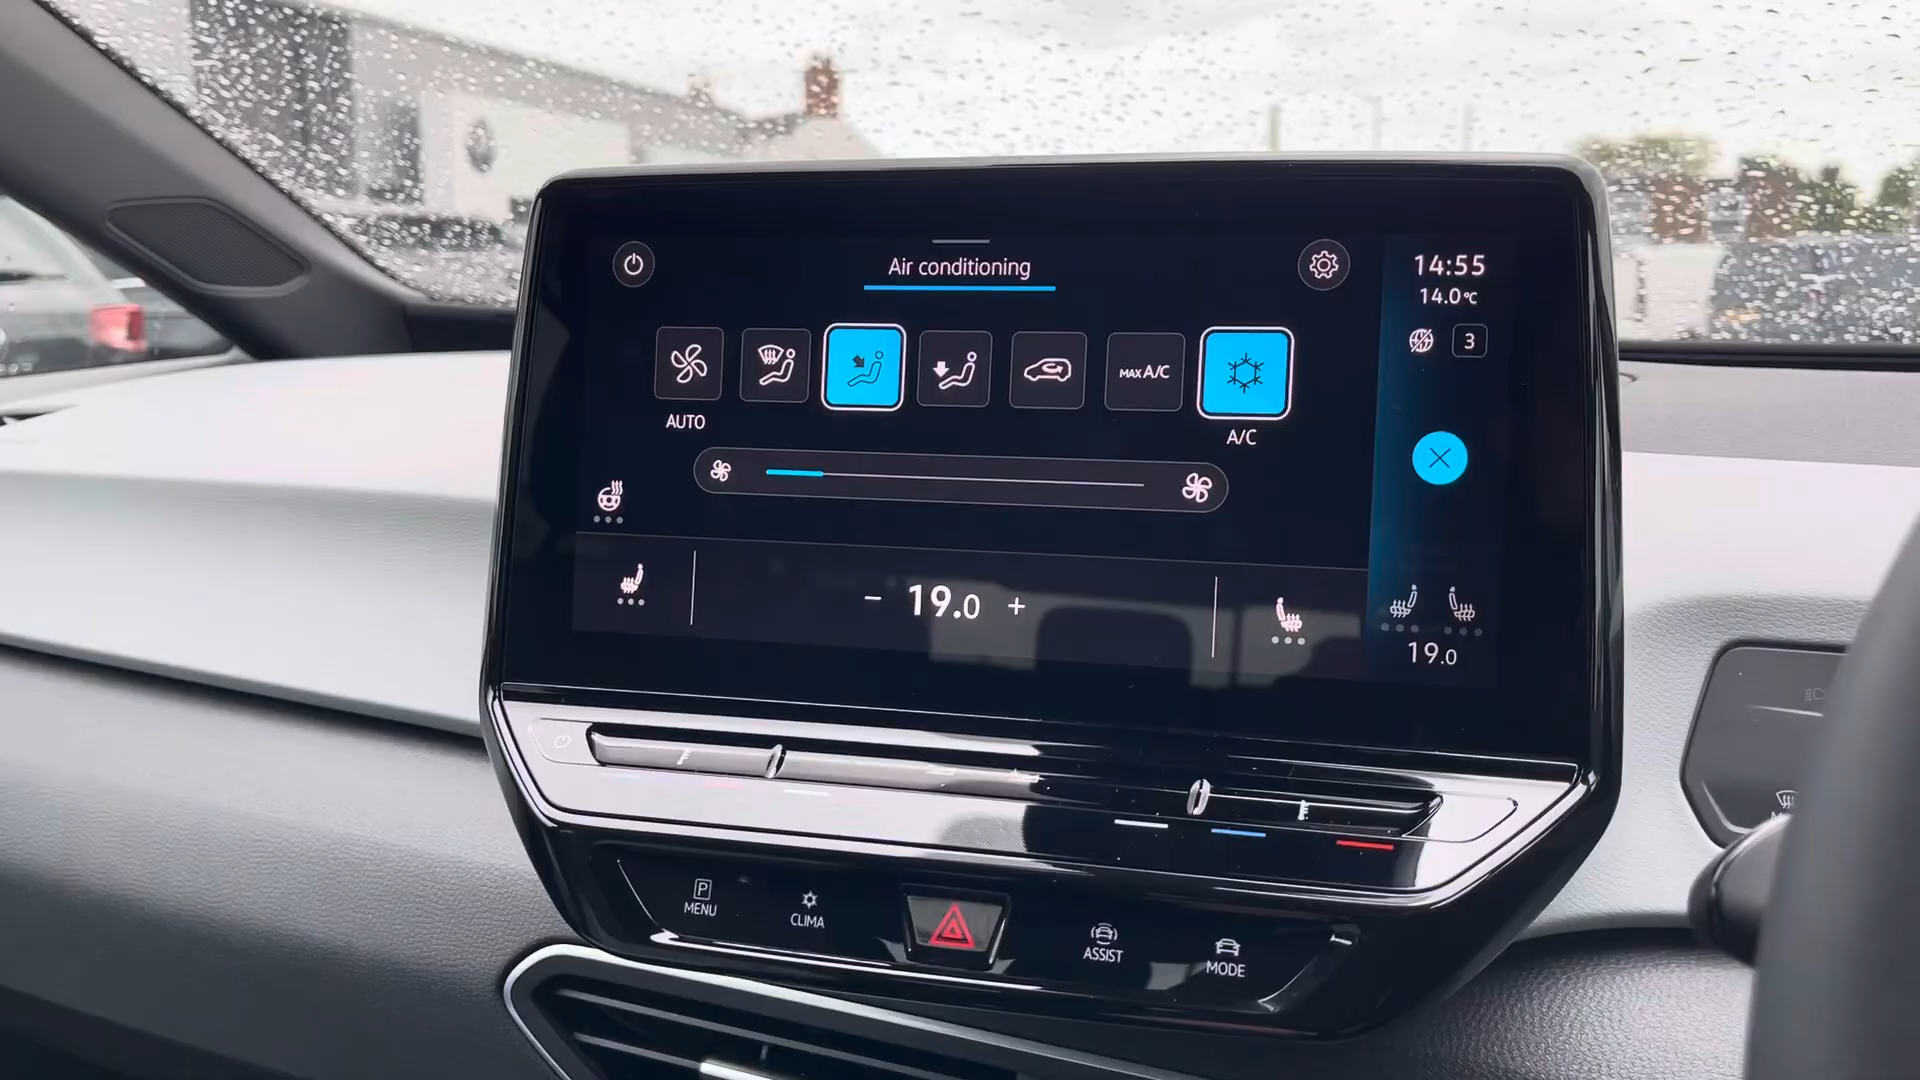 Air conditioning
14:55
14.0°C
3
MAX A/C
AUTO
A/C
− 19.0 +
19.0
P
MENU
CLIMA
ASSIST
MODE